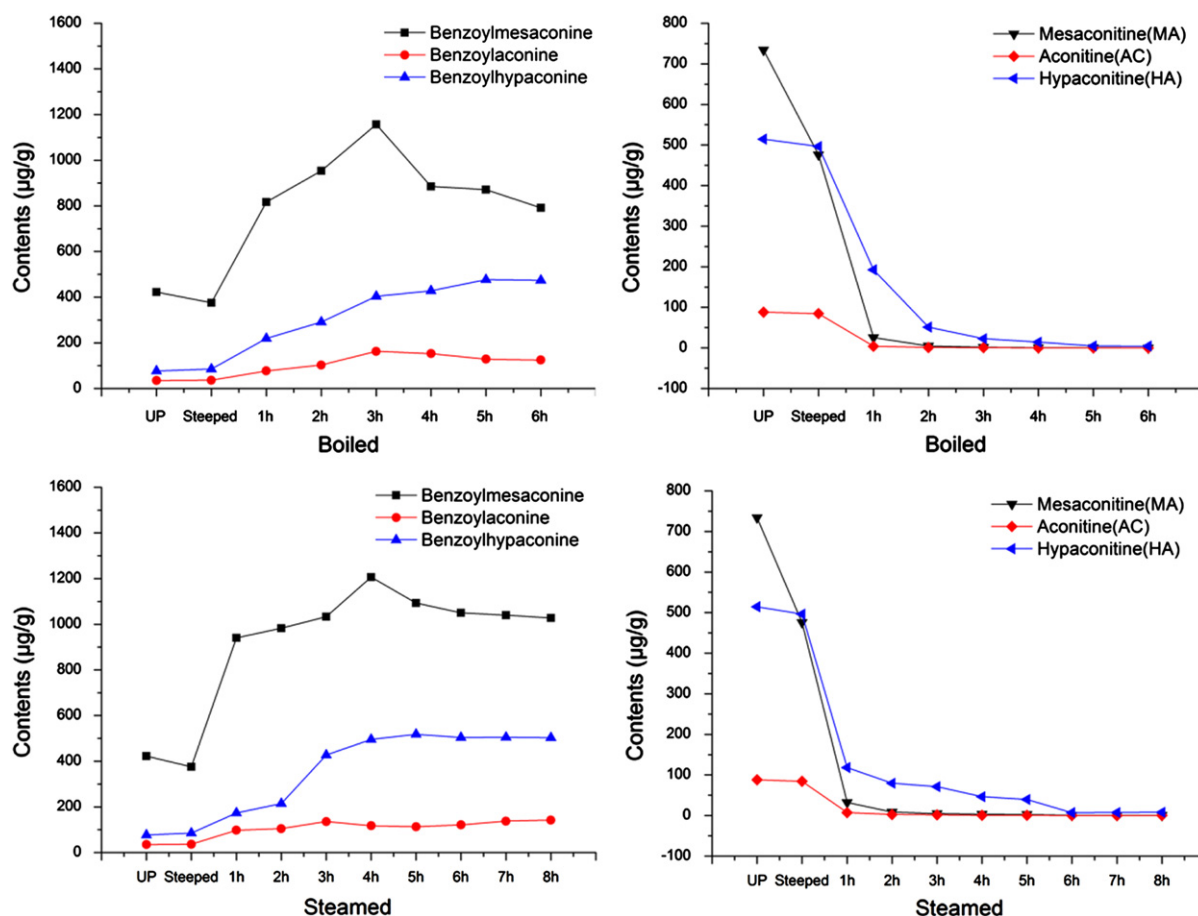 1600
1400
1200
1000
800
600
400
200
0
Contents (µg/g)
Benzoylmesaconine
Benzoylaconine
Benzoylhypaconine
UP Steeped 1h 2h 3h 4h 5h 6h
Boiled
800
700
600
500
400
300
200
100
0
-100
Contents (µg/g)
Mesaconitine(MA)
Aconitine(AC)
Hypaconitine(HA)
UP Steeped 1h 2h 3h 4h 5h 6h
Boiled
1600
1400
1200
1000
800
600
400
200
0
Contents (µg/g)
Benzoylmesaconine
Benzoylaconine
Benzoylhypaconine
UP Steeped 1h 2h 3h 4h 5h 6h 7h 8h
Steamed
800
700
600
500
400
300
200
100
0
-100
Contents (µg/g)
Mesaconitine(MA)
Aconitine(AC)
Hypaconitine(HA)
UP Steeped 1h 2h 3h 4h 5h 6h 7h 8h
Steamed